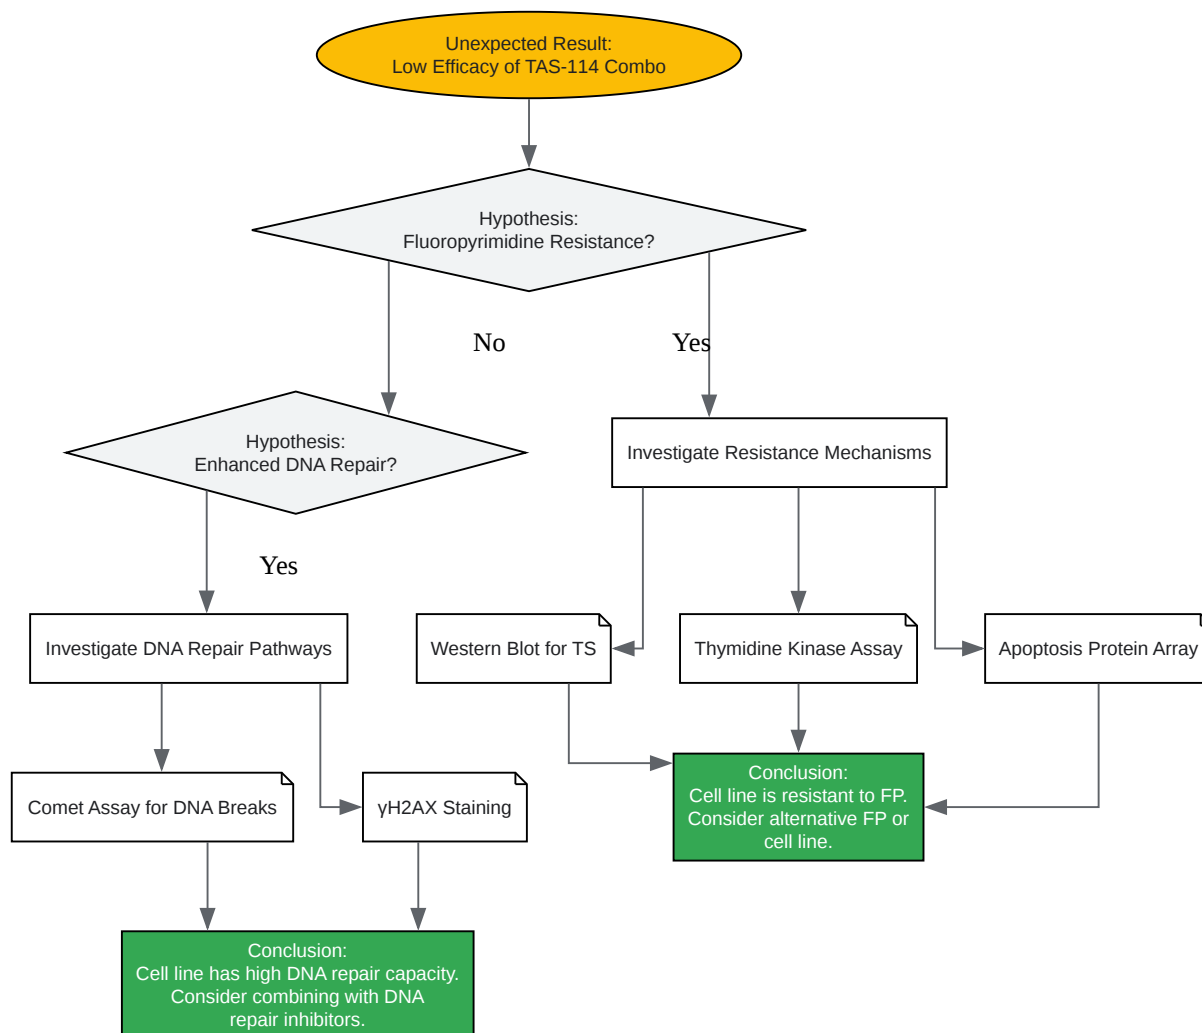 Unexpected Result:
Low Efficacy of TAS-114 Combo
Hypothesis:
Fluoropyrimidine Resistance?
No
Yes
Hypothesis:
Enhanced DNA Repair?
Investigate Resistance Mechanisms
Yes
Investigate DNA Repair Pathways
Western Blot for TS
Thymidine Kinase Assay
Apoptosis Protein Array
Comet Assay for DNA Breaks
γH2AX Staining
Conclusion:
Cell line is resistant to FP.
Consider alternative FP or
cell line.
Conclusion:
Cell line has high DNA repair capacity.
Consider combining with DNA
repair inhibitors.